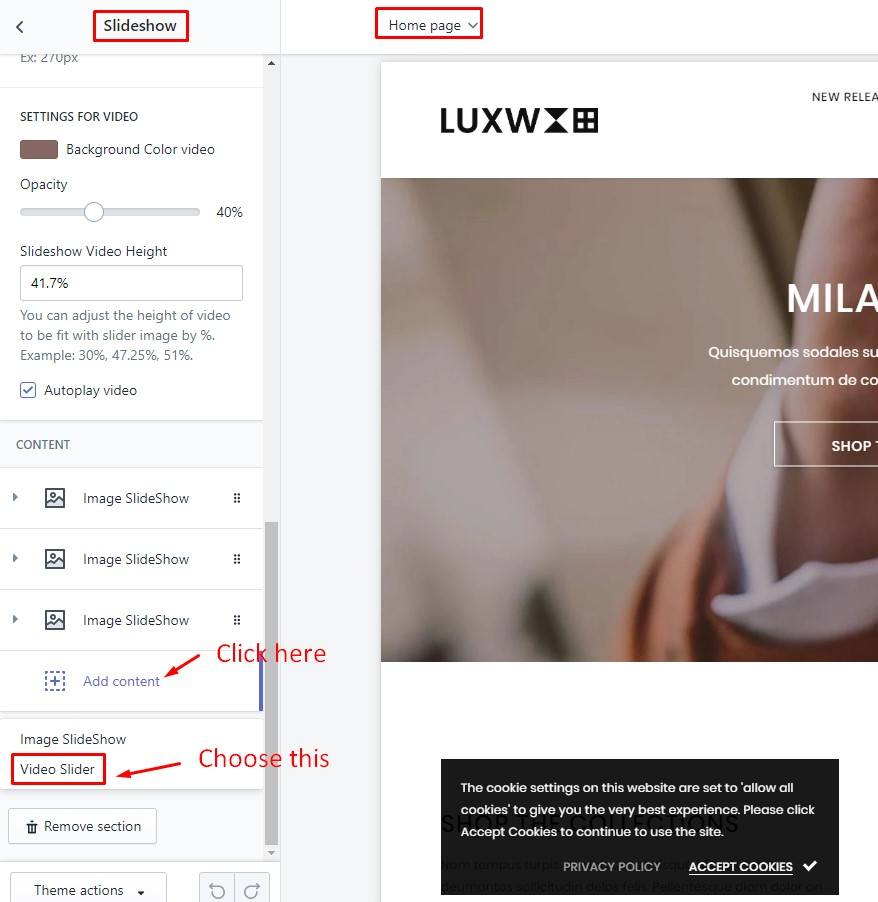 Slideshow
Home page
Ex: 270px
SETTINGS FOR VIDEO
Background Color video
Opacity
40%
Slideshow Video Height
41.7%
You can adjust the height of video
to be fit with slider image by %.
Example: 30%, 47.25%, 51%.
Autoplay video
CONTENT
Image SlideShow
Image SlideShow
Image SlideShow
Click here
Add content
Image SlideShow
Choose this
Video Slider
Remove section
Theme actions
NEW RELEA
LUXW
MILA
Quisquemos sodales su
condimentum de co
SHOP T
The cookie settings on this website are set to 'allow all
cookies' to give you the very best experience. Please click
Accept Cookies to continue to use the site.
SHOP THE COLLECTIONS
PRIVACY POLICY
ACCEPT COOKIES